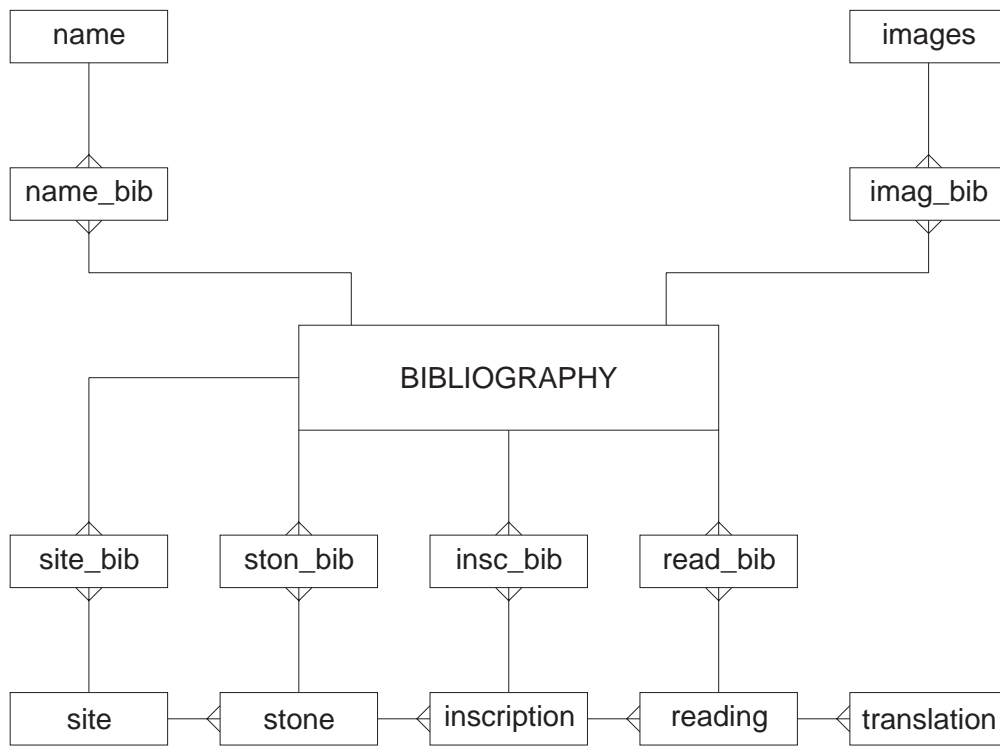 name
images
name_bib
imag_bib
BIBLIOGRAPHY
site_bib
ston_bib
insc_bib
read_bib
site
stone
inscription
reading
translation